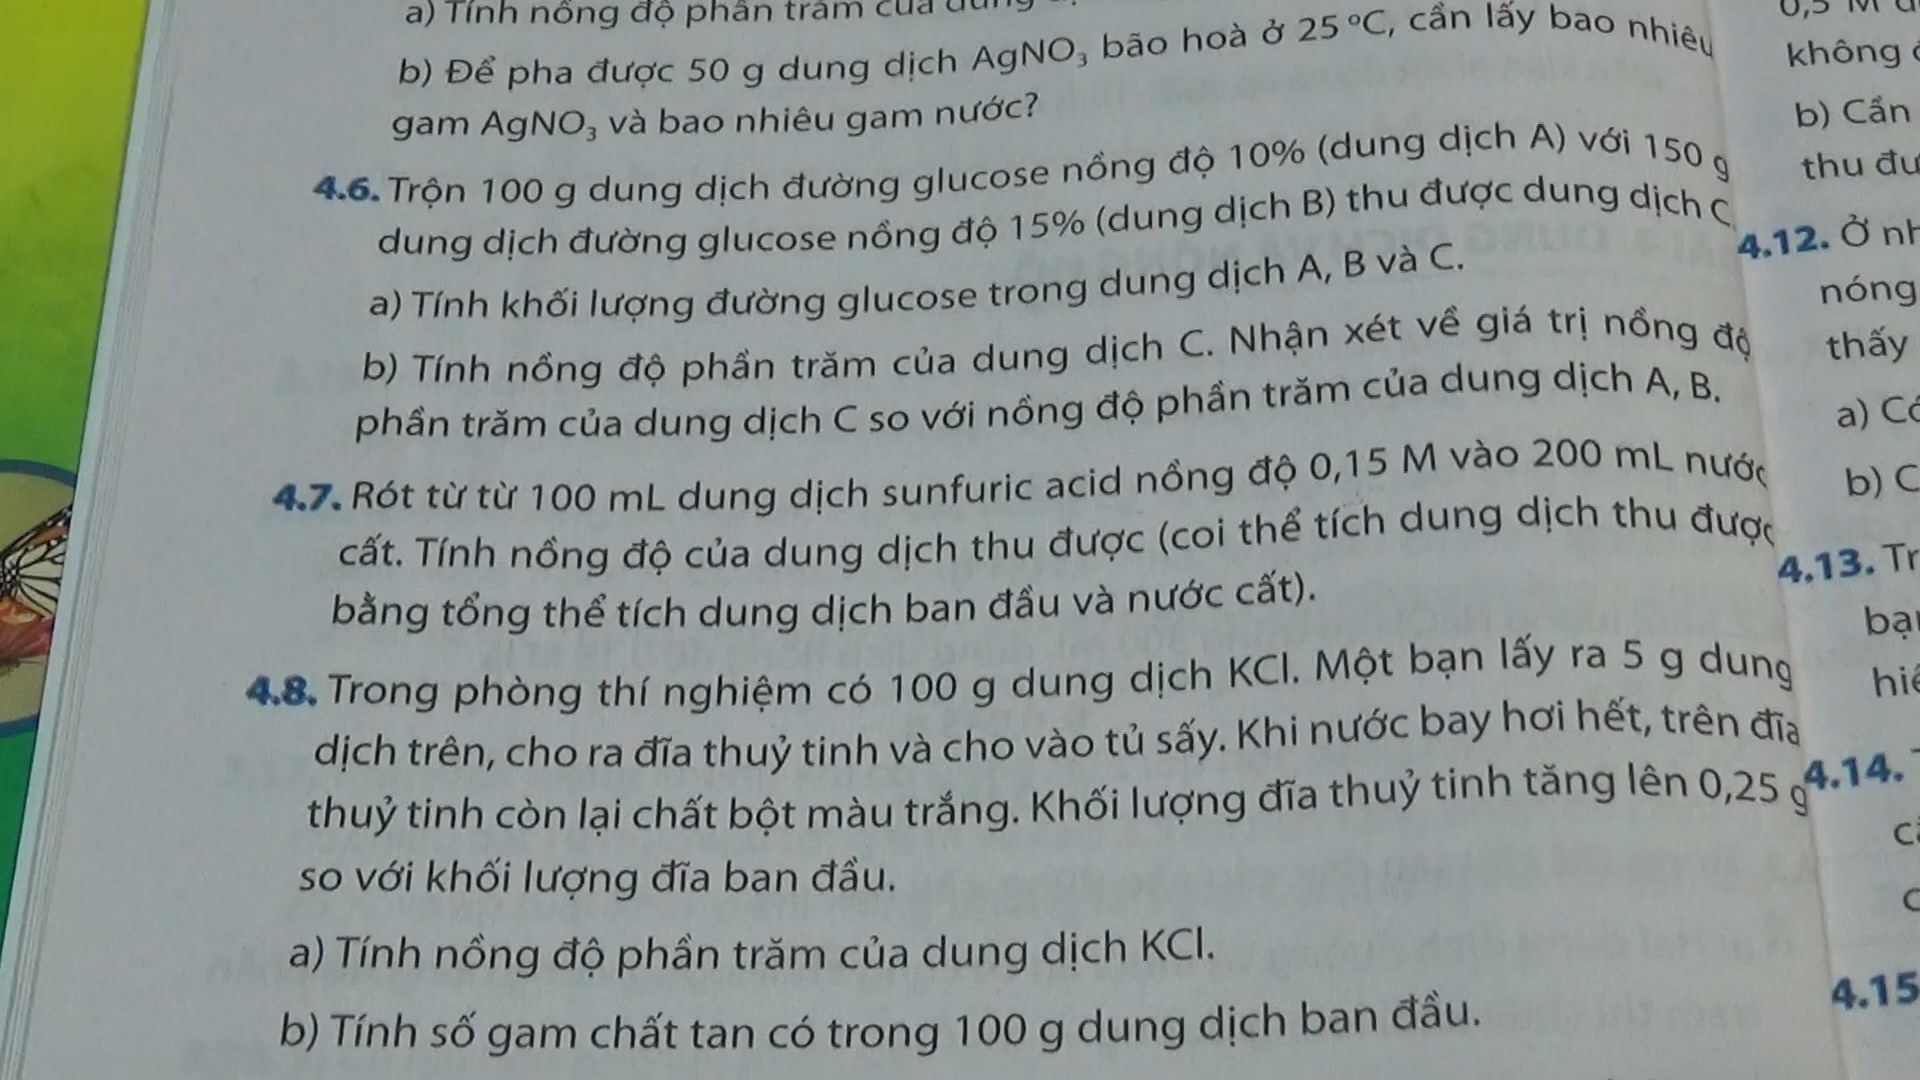 a) Tính nồng độ phần trăm của
b) Để pha được 50 g dung dịch AgNO₃ bão hoà ở 25 °C, cần lấy bao nhiêu
gam AgNO₃ và bao nhiêu gam nước?
4.6. Trộn 100 g dung dịch đường glucose nồng độ 10% (dung dịch A) với 150 g
dung dịch đường glucose nồng độ 15% (dung dịch B) thu được dung dịch C
a) Tính khối lượng đường glucose trong dung dịch A, B và C.
b) Tính nồng độ phần trăm của dung dịch C. Nhận xét về giá trị nồng độ
phần trăm của dung dịch C so với nồng độ phần trăm của dung dịch A, B.
4.7. Rót từ từ 100 mL dung dịch sunfuric acid nồng độ 0,15 M vào 200 mL nước
cất. Tính nồng độ của dung dịch thu được (coi thể tích dung dịch thu được
bằng tổng thể tích dung dịch ban đầu và nước cất).
4.8. Trong phòng thí nghiệm có 100 g dung dịch KCl. Một bạn lấy ra 5 g dung
dịch trên, cho ra đĩa thuỷ tinh và cho vào tủ sấy. Khi nước bay hơi hết, trên đĩa
thuỷ tinh còn lại chất bột màu trắng. Khối lượng đĩa thuỷ tinh tăng lên 0,25 g
so với khối lượng đĩa ban đầu.
a) Tính nồng độ phần trăm của dung dịch KCl.
b) Tính số gam chất tan có trong 100 g dung dịch ban đầu.
không
b) Cần
thu
4.12. Ở
nóng
thấy
a)
b)
4.13.
4.14.
4.15